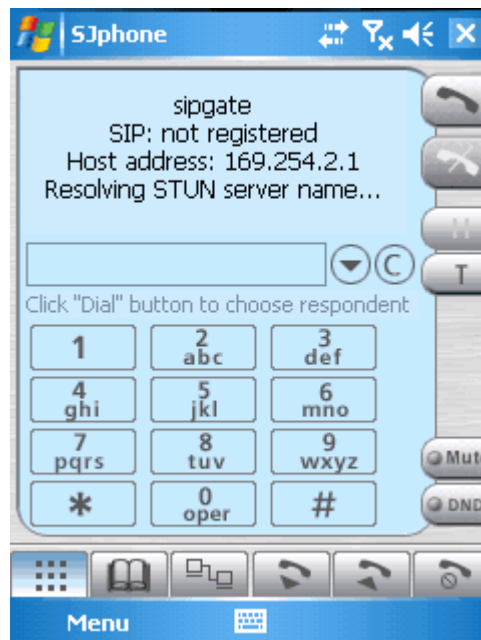 SJphone
sipgate
SIP: not registered
Host address: 169.254.2.1
Resolving STUN server name...
C
T
Click "Dial" button to choose respondent
1
2
abc
3
def
4
ghi
5
jkl
6
mno
7
pqrs
8
tuv
9
wxyz
Mut
*
0
oper
#
DND
Menu